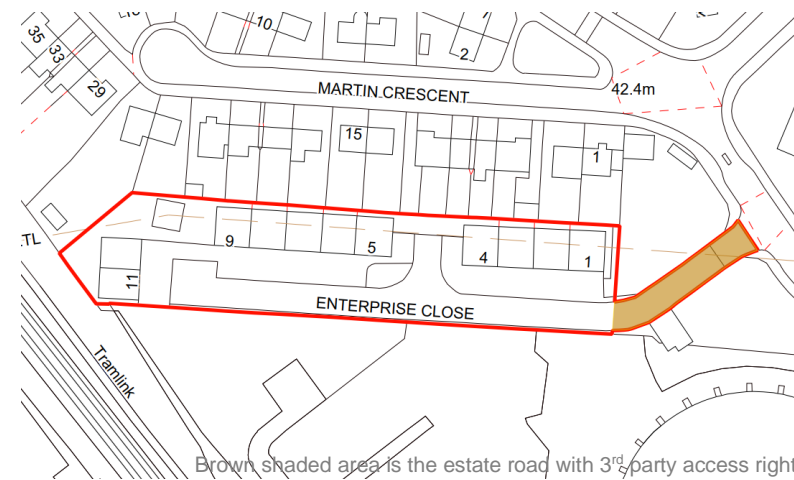 10
35
33
29
2
42.4m
MARTIN CRESCENT
15
1
ETL
9
5
4
1
11
ENTERPRISE CLOSE
Tramlink
Brown shaded area is the estate road with 3rd party access right